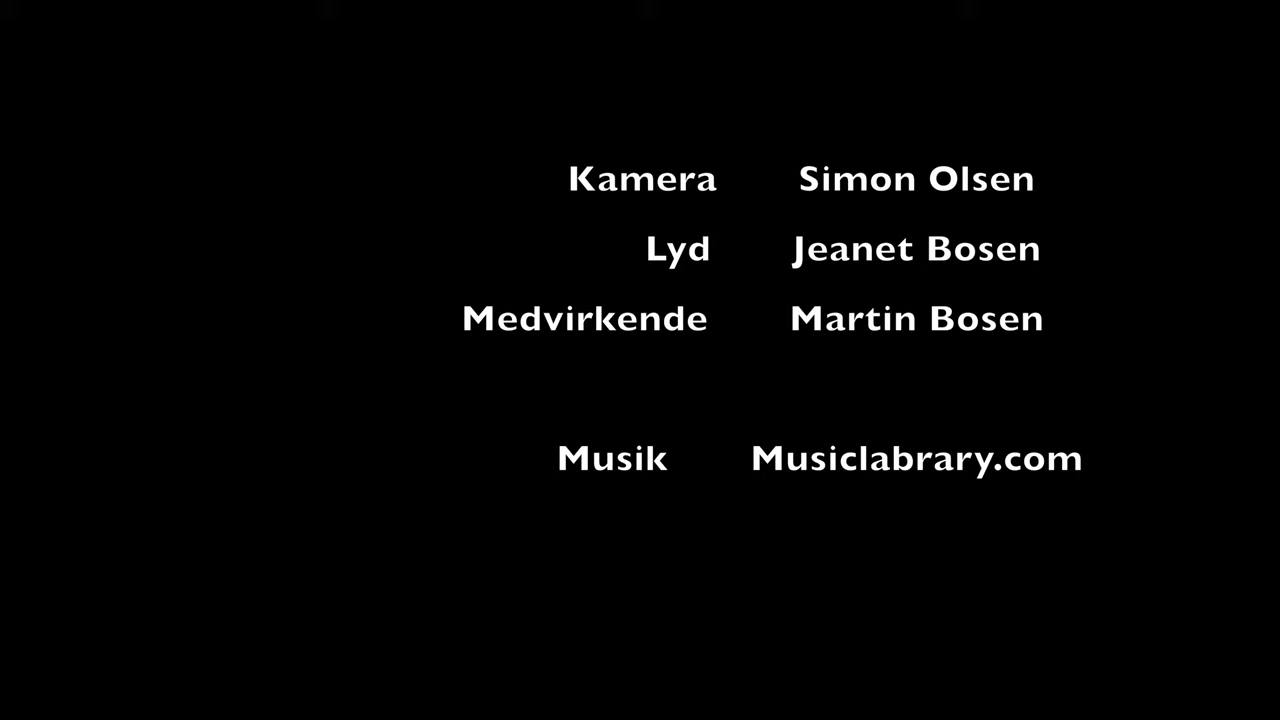 Kamera Simon Olsen
Lyd Jeanet Bosen
Medvirkende Martin Bosen
Musik Musiclabrary.com